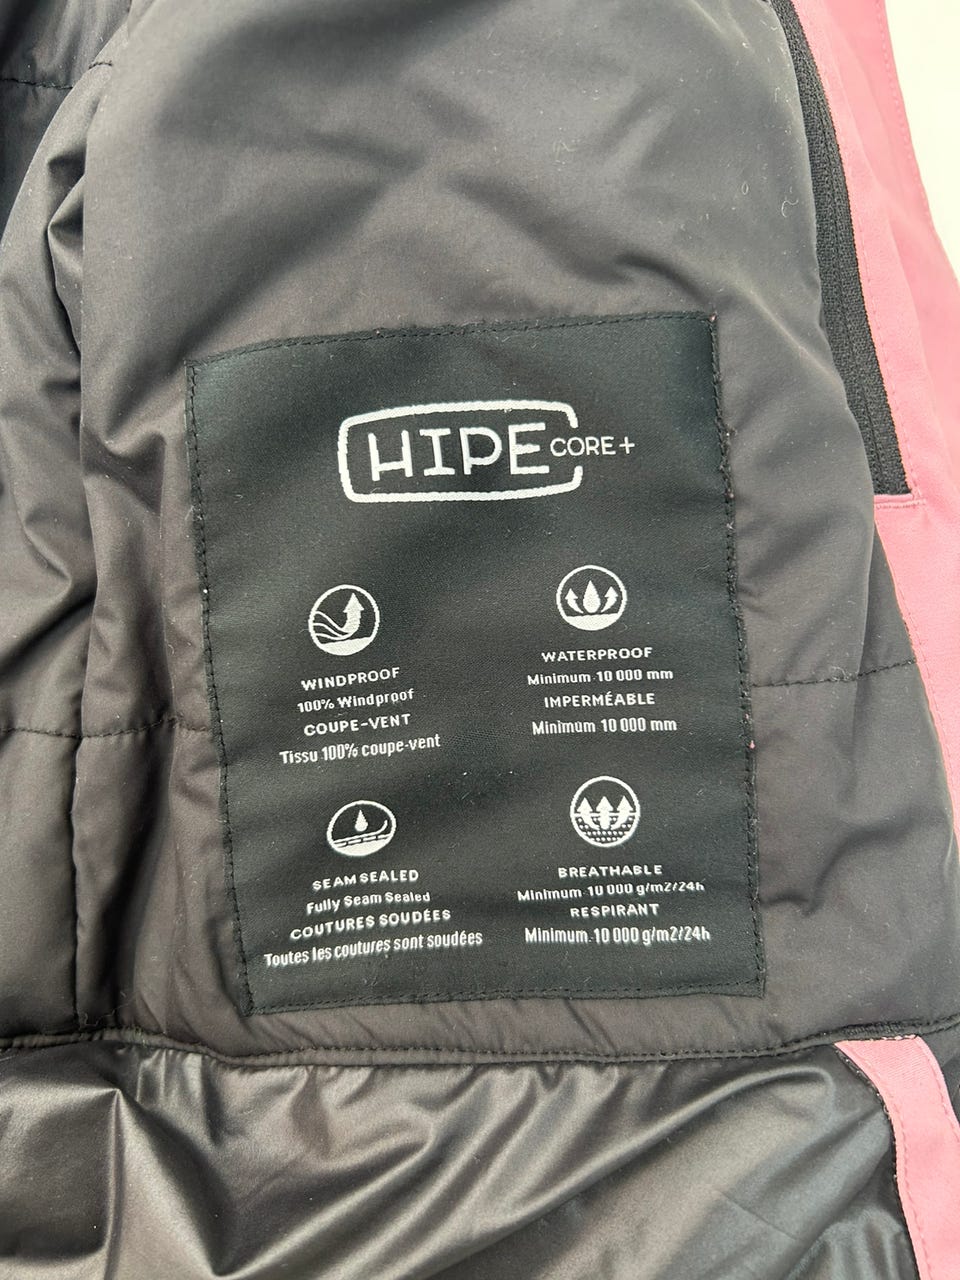 HIPE CORE+
WINDPROOF
100% Windproof
COUPE-VENT
Tissu 100% coupe-vent
WATERPROOF
Minimum 10 000 mm
IMPERMÉABLE
Minimum 10 000 mm
SEAM SEALED
Fully Seam Sealed
COUTURES SOUDÉES
Toutes les coutures sont soudées
BREATHABLE
Minimum 10 000 g/m2/24h
RESPIRANT
Minimum 10 000 g/m2/24h